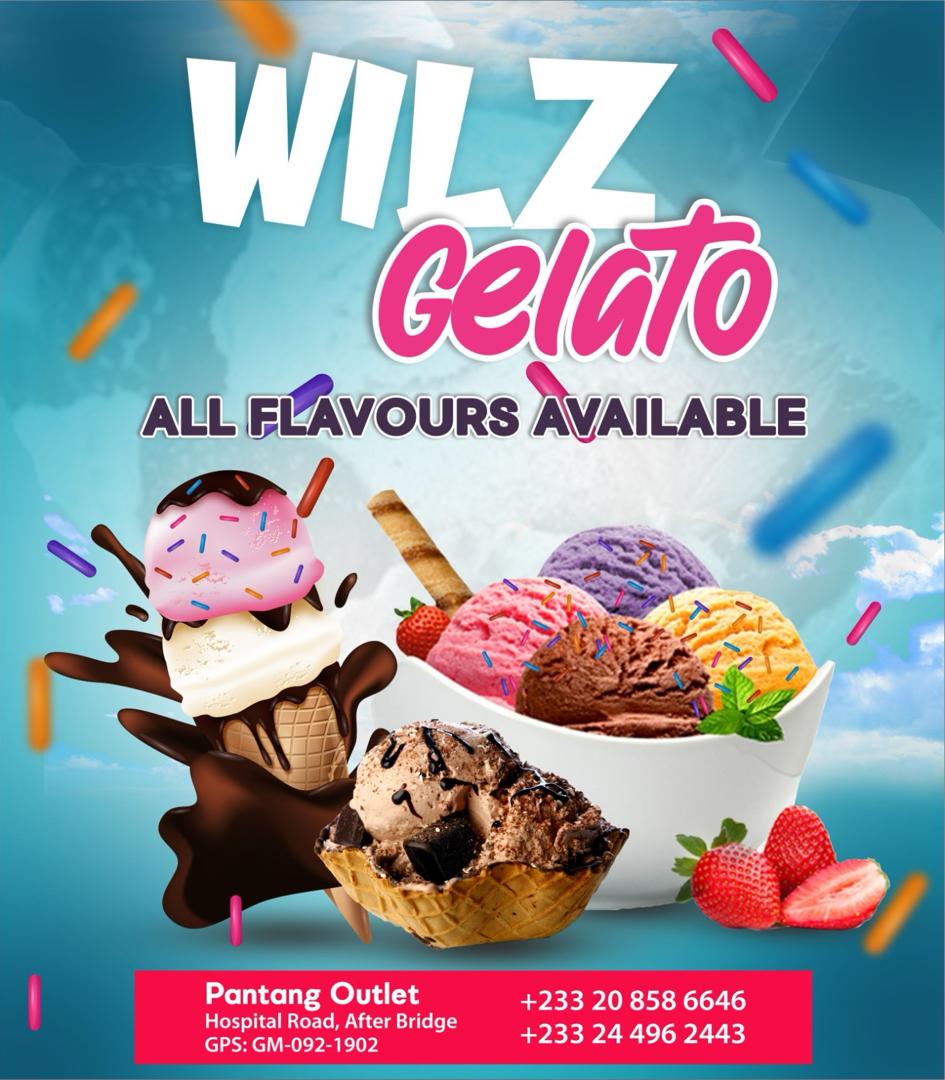 WILZ
Gelato
ALL FLAVOURS AVAILABLE
Pantang Outlet
Hospital Road, After Bridge
GPS: GM-092-1902
+233 20 858 6646
+233 24 496 2443